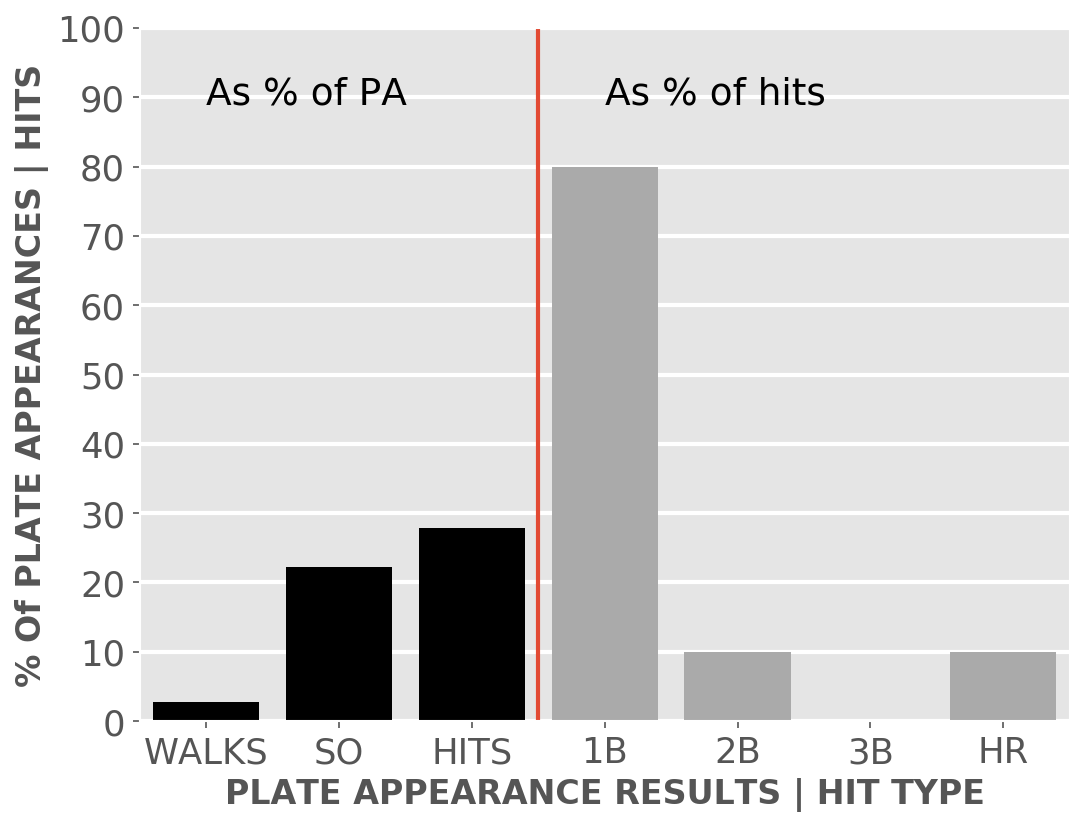 % Of PLATE APPEARANCES | HITS
100
90
80
70
60
50
40
30
20
10
0
As % of PA
As % of hits
WALKS SO HITS 1B 2B 3B HR
PLATE APPEARANCE RESULTS | HIT TYPE